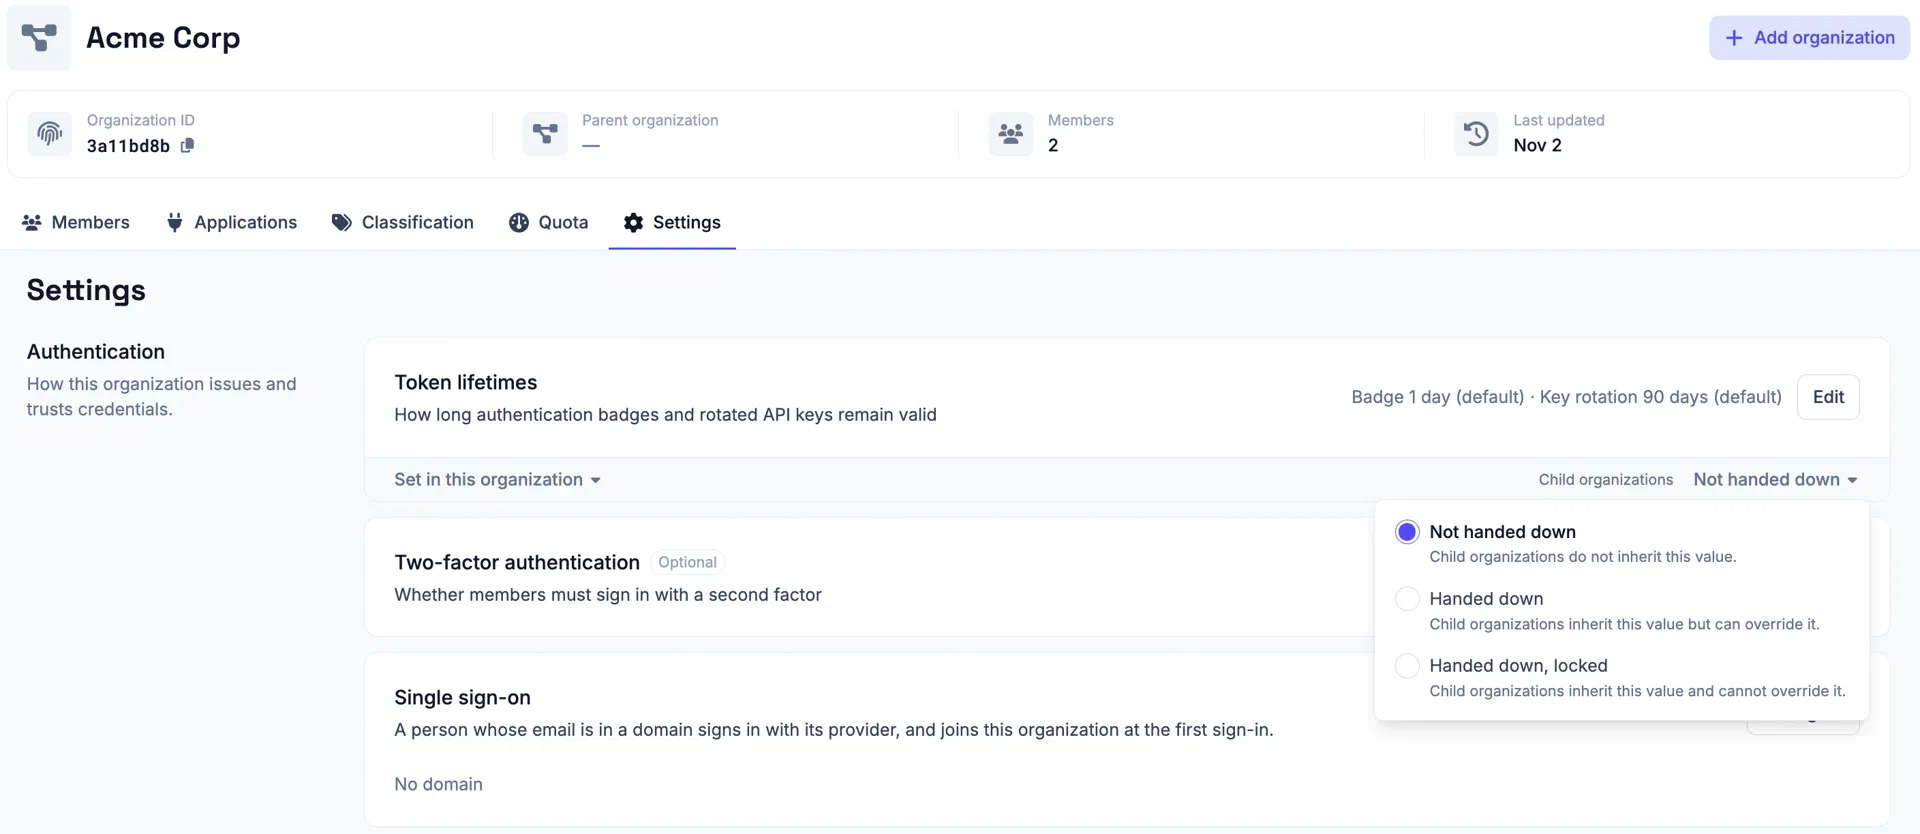 Acme Corp
Add organization
Organization ID
3a11bd8b
Parent organization
—
Members
2
Last updated
Nov 2
Members
Applications
Classification
Quota
Settings
Settings
Authentication
How this organization issues and
trusts credentials.
Token lifetimes
How long authentication badges and rotated API keys remain valid
Badge 1 day (default) · Key rotation 90 days (default)
Edit
Set in this organization
Child organizations
Not handed down
Not handed down
Child organizations do not inherit this value.
Handed down
Child organizations inherit this value but can override it.
Handed down, locked
Child organizations inherit this value and cannot override it.
Two-factor authentication
Optional
Whether members must sign in with a second factor
Single sign-on
A person whose email is in a domain signs in with its provider, and joins this organization at the first sign-in.
No domain